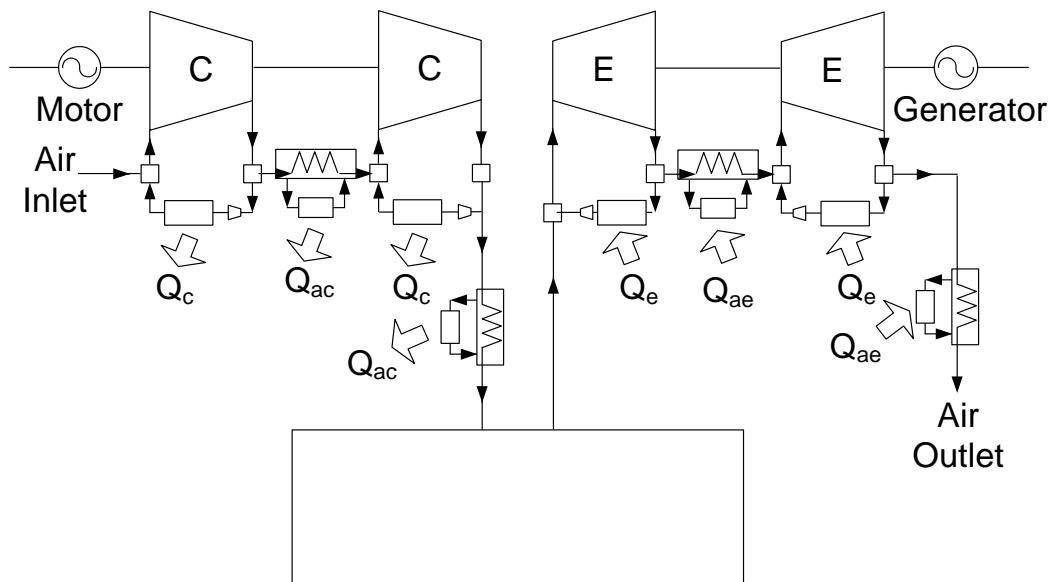 C
C
E
E
Motor
Generator
Air
Inlet
Qc
Qac
Qc
Qe
Qae
Qe
Qac
Qae
Air
Outlet